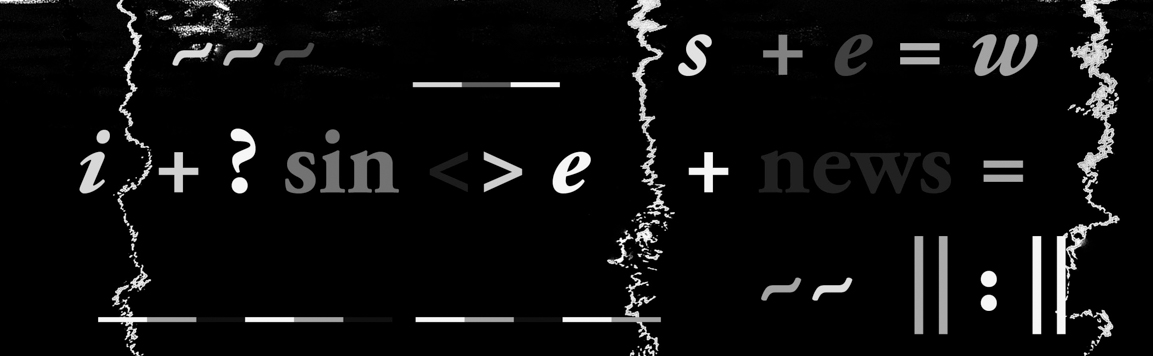 ~~~ s + e = w
i + ? sin <> e + news =
~~ ||:||